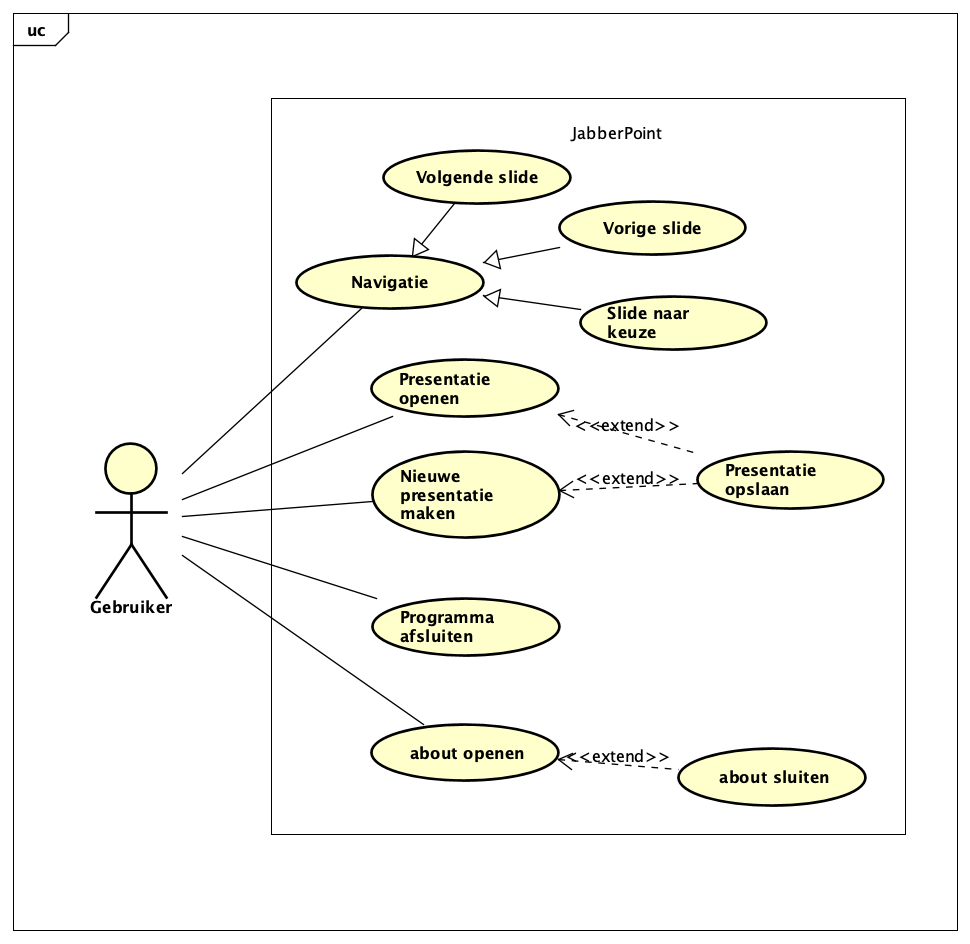 uc
JabberPoint
Volgende slide
Vorige slide
Navigatie
Slide naar
keuze
Presentatie
openen
<<extend>>
Presentatie
opslaan
Nieuwe
presentatie
maken
<<extend>>
Gebruiker
Programma
afsluiten
about openen
<<extend>>
about sluiten